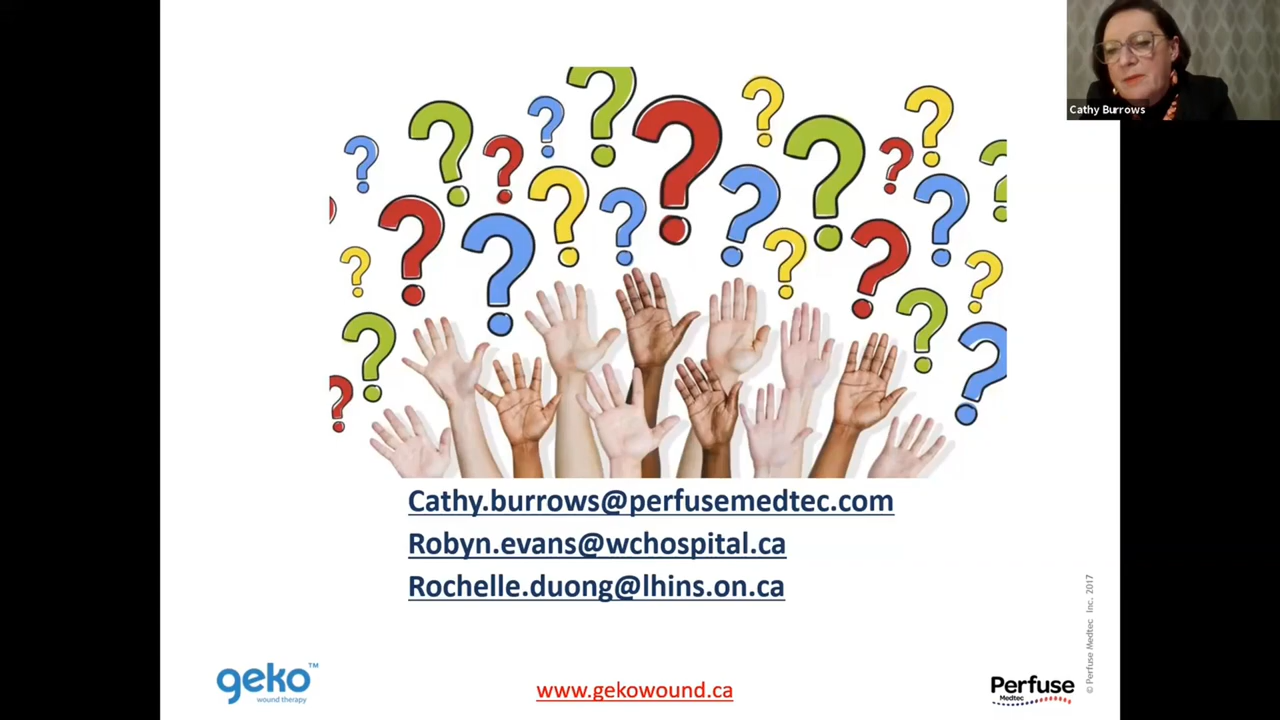 Cathy Burrows
Cathy.burrows@perfusemedtec.com
Robyn.evans@wchospital.ca
Rochelle.duong@lhins.on.ca
© Perfuse Medtec Inc. 2017
geko™
wound therapy
www.gekowound.ca
Perfuse
Medtec